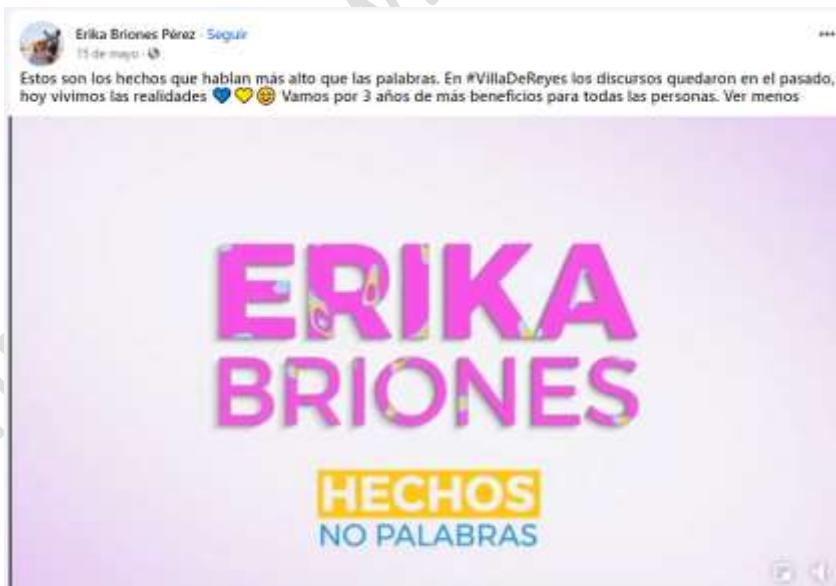 Erika Briones Pérez · Seguir
15 de mayo ·
Estos son los hechos que hablan más alto que las palabras. En #VillaDeReyes los discursos quedaron en el pasado,
hoy vivimos las realidades 💙💛😄 Vamos por 3 años de más beneficios para todas las personas. Ver menos
ERIKA
BRIONES
HECHOS
NO PALABRAS